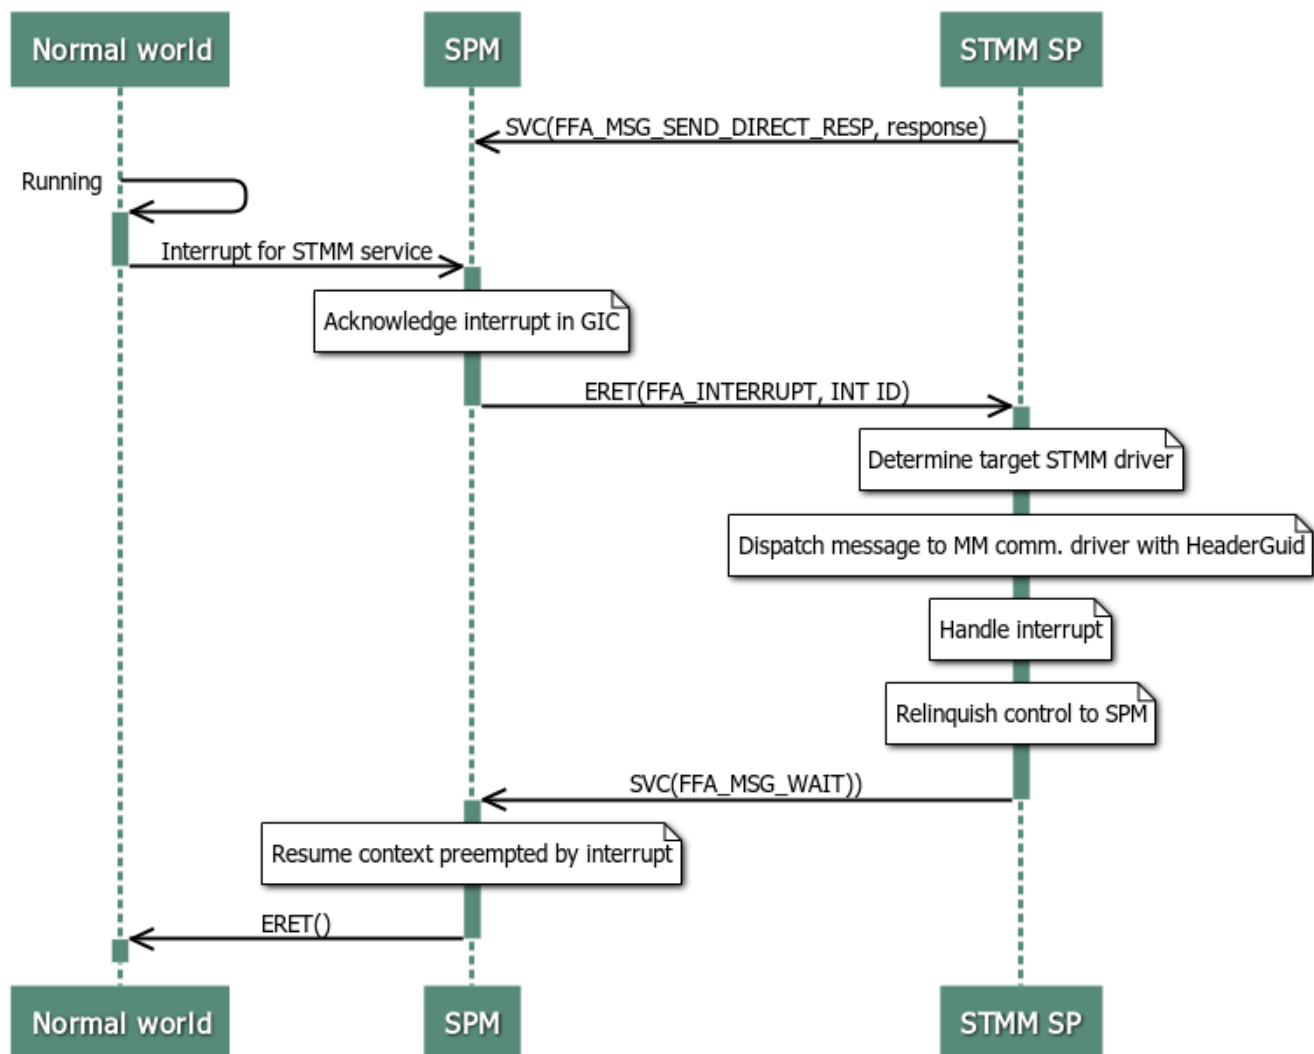 Normal world
SPM
STMM SP
SVC(FFA_MSG_SEND_DIRECT_RESP, response)
Running
Interrupt for STMM service
Acknowledge interrupt in GIC
ERET(FFA_INTERRUPT, INT ID)
Determine target STMM driver
Dispatch message to MM comm. driver with HeaderGuid
Handle interrupt
Relinquish control to SPM
SVC(FFA_MSG_WAIT))
Resume context preempted by interrupt
ERET()
Normal world
SPM
STMM SP